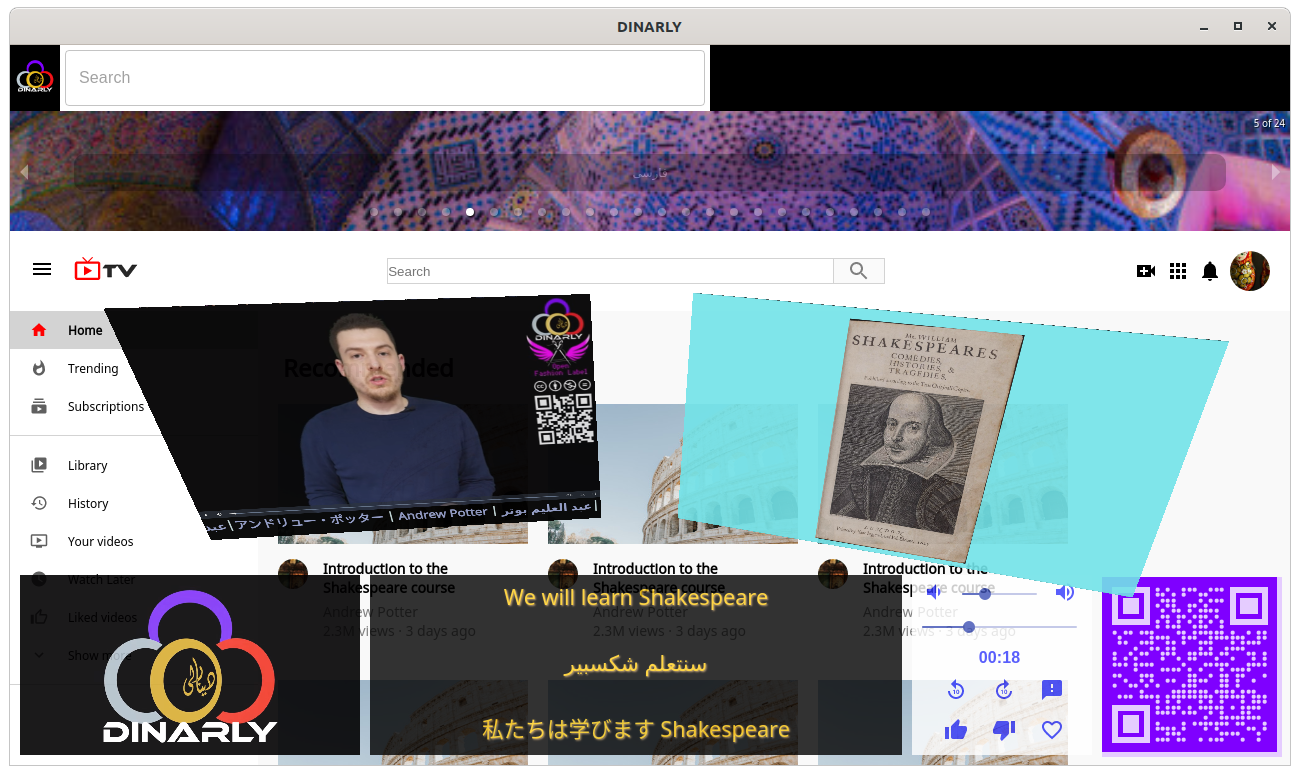 DINARLY
Search
DINARLY
5 of 24
فارسی
TV
Search
Home
Trending
Subscriptions
Library
History
Your videos
Watch Later
Liked videos
Show more
DINARLY
Open
Fashion Label
アンドリュー・ポッター | Andrew Potter | عبد العليم بوتر
Mr. WILLIAM
SHAKESPEARES
COMEDIES,
HISTORIES, &
TRAGEDIES.
LONDON
Introduction to the
Shakespeare course
Andrew Potter
2.3M views · 3 days ago
Introduction to the
Shakespeare course
Andrew Potter
2.3M views · 3 days ago
Introduction to the
Shakespeare course
Andrew Potter
2.3M views · 3 days ago
DINARLY
We will learn Shakespeare
سنتعلم شكسبير
私たちは学びます Shakespeare
00:18
10
10